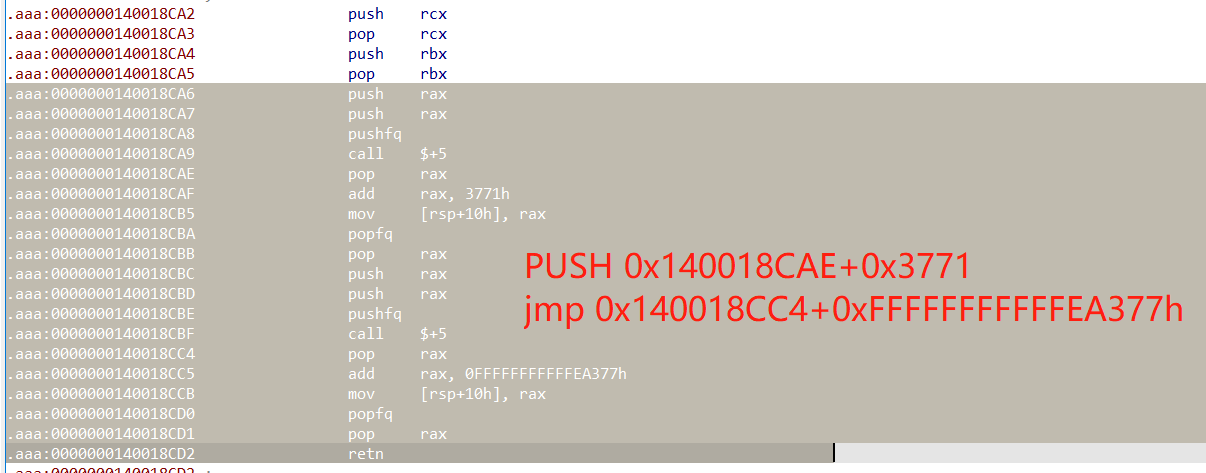 .aaa:0000000140018CA2 push rcx
.aaa:0000000140018CA3 pop rcx
.aaa:0000000140018CA4 push rbx
.aaa:0000000140018CA5 pop rbx
.aaa:0000000140018CA6 push rax
.aaa:0000000140018CA7 push rax
.aaa:0000000140018CA8 pushfq
.aaa:0000000140018CA9 call $+5
.aaa:0000000140018CAE pop rax
.aaa:0000000140018CAF add rax, 3771h
.aaa:0000000140018CB5 mov [rsp+10h], rax
.aaa:0000000140018CBA popfq
.aaa:0000000140018CBB pop rax
.aaa:0000000140018CBC push rax
.aaa:0000000140018CBD push rax
.aaa:0000000140018CBE pushfq
.aaa:0000000140018CBF call $+5
.aaa:0000000140018CC4 pop rax
.aaa:0000000140018CC5 add rax, 0FFFFFFFFFFFEA377h
.aaa:0000000140018CCB mov [rsp+10h], rax
.aaa:0000000140018CD0 popfq
.aaa:0000000140018CD1 pop rax
.aaa:0000000140018CD2 retn
.aaa:0000000140018CD2 ;
PUSH 0x140018CAE+0x3771
jmp 0x140018CC4+0xFFFFFFFFFFFEA377h